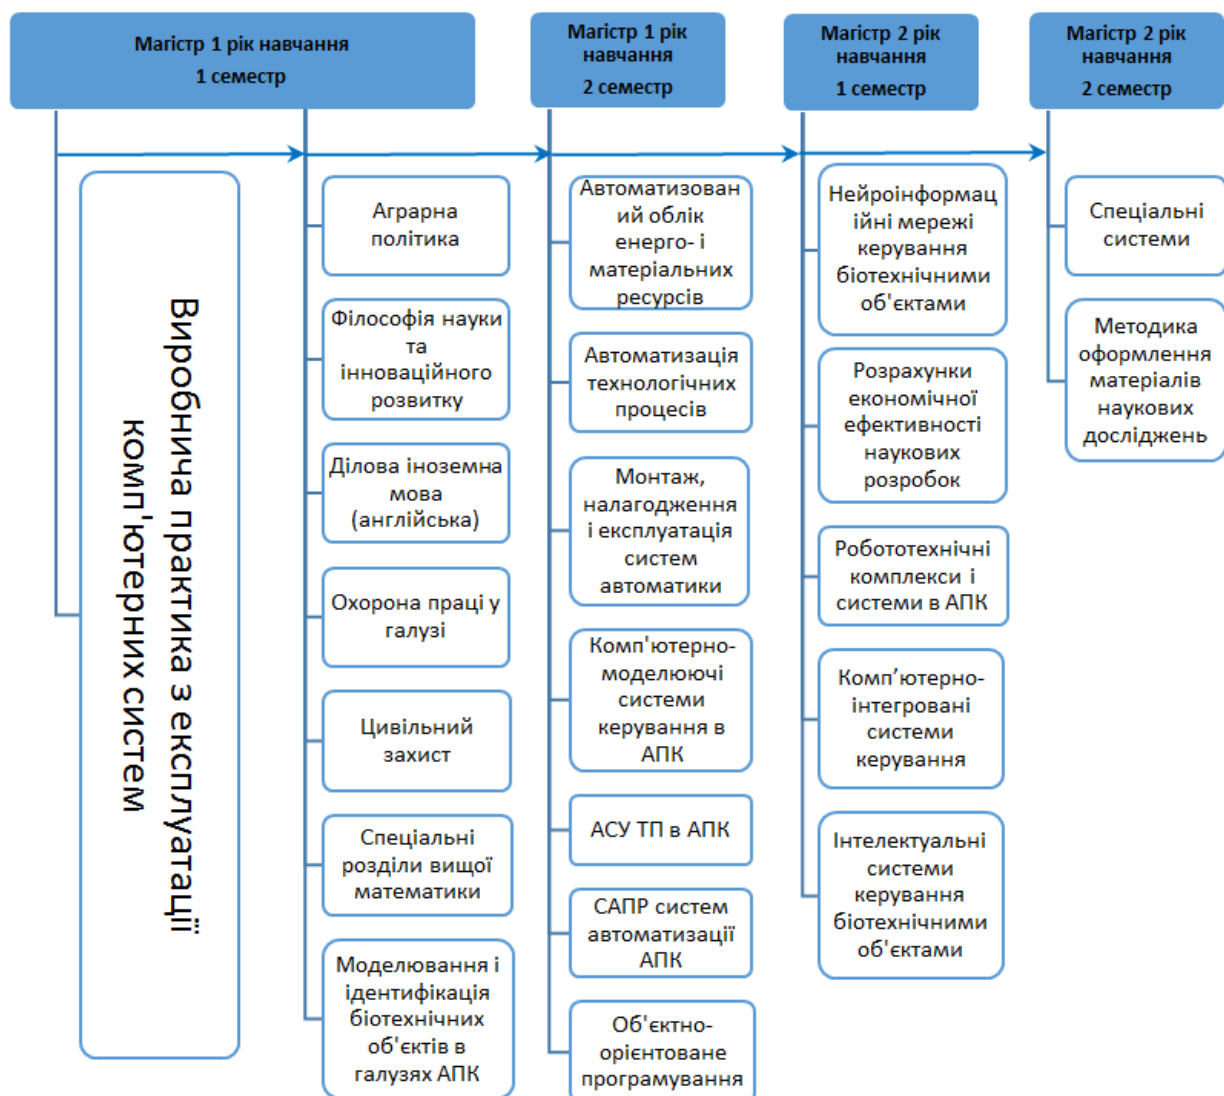 Магістр 1 рік навчання
1 семестр
Виробнича практика з експлуатації
комп'ютерних систем
Аграрна
політика
Філософія науки
та
інноваційного
розвитку
Ділова іноземна
мова
(англійська)
Охорона праці у
галузі
Цивільний
захист
Спеціальні
розділи вищої
математики
Моделювання і
ідентифікація
біотехнічних
об'єктів в
галузях АПК
Магістр 1 рік
навчання
2 семестр
Автоматизован
ий облік
енерго- і
матеріальних
ресурсів
Автоматизація
технологічних
процесів
Монтаж,
налагодження
і експлуатація
систем
автоматики
Комп'ютерно-
моделюючі
системи
керування в
АПК
АСУ ТП в АПК
САПР систем
автоматизації
АПК
Об'єктно-
орієнтоване
програмування
Магістр 2 рік
навчання
1 семестр
Нейроінформац
ійні мережі
керування
біотехнічними
об'єктами
Розрахунки
економічної
ефективності
наукових
розробок
Робототехнічні
комплекси і
системи в АПК
Комп’ютерно-
інтегровані
системи
керування
Інтелектуальні
системи
керування
біотехнічними
об'єктами
Магістр 2 рік
навчання
2 семестр
Спеціальні
системи
Методика
оформлення
матеріалів
наукових
досліджень